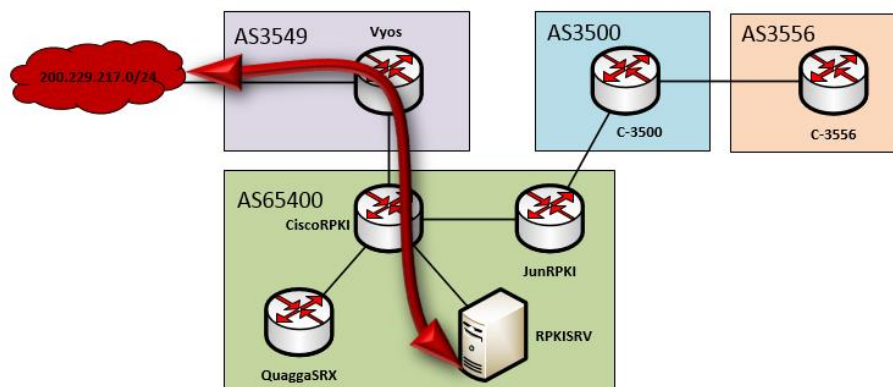 AS3549
Vyos
AS3500
AS3556
200.229.217.0/24
C-3500
C-3556
AS65400
CiscoRPKI
JunRPKI
RPKISRV
QuaggaSRX